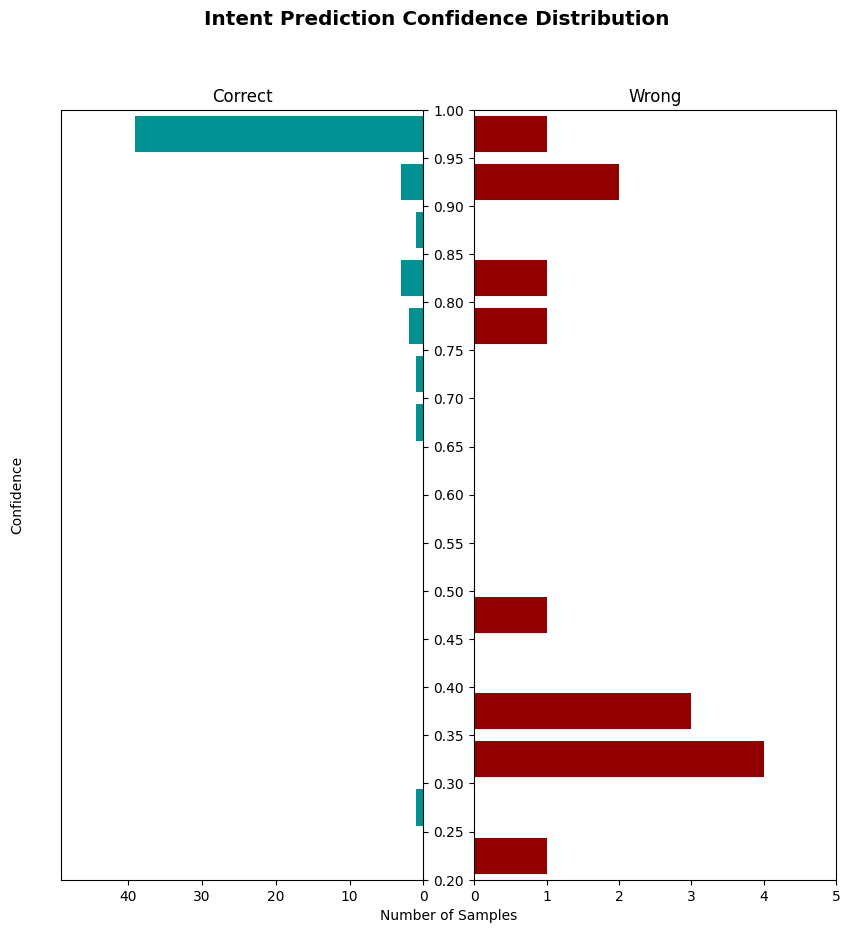 Intent Prediction Confidence Distribution
Correct
Wrong
1.00
0.95
0.90
0.85
0.80
0.75
0.70
0.65
0.60
0.55
0.50
0.45
0.40
0.35
0.30
0.25
0.20
Confidence
40 30 20 10 0
0 1 2 3 4 5
Number of Samples